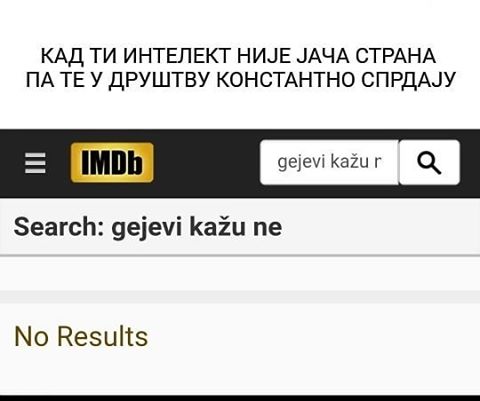 КАД ТИ ИНТЕЛЕКТ НИЈЕ ЈАЧА СТРАНА
ПА ТЕ У ДРУШТВУ КОНСТАНТНО СПРДАЈУ
IMDb
gejevi kažu r
Search: gejevi kažu ne
No Results